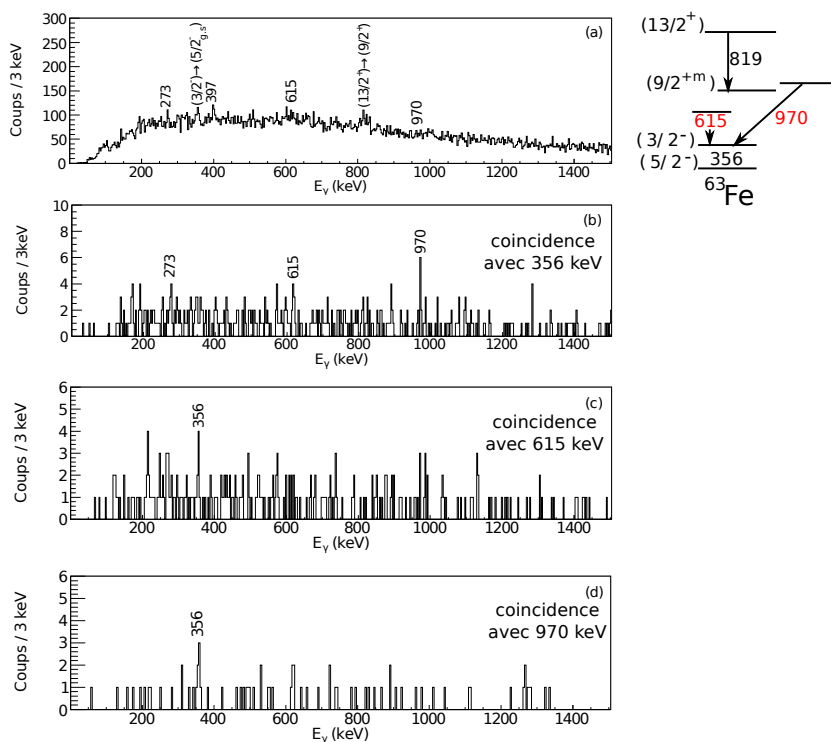 (a)
Coups / 3 keV
300
250
200
150
100
50
0
273
(3/2⁻)→(5/2⁻g,s)
397
615
(13/2⁺)→(9/2⁺)
970
200 400 600 800 1000 1200 1400
Eγ (keV)
(b)
coincidence
avec 356 keV
Coups / 3keV
10
8
6
4
2
0
273
615
970
200 400 600 800 1000 1200 1400
Eγ (keV)
(c)
coincidence
avec 615 keV
Coups / 3 keV
6
5
4
3
2
1
0
356
200 400 600 800 1000 1200 1400
Eγ (keV)
(d)
coincidence
avec 970 keV
Coups / 3 keV
6
5
4
3
2
1
0
356
200 400 600 800 1000 1200 1400
Eγ (keV)
(13/2⁺)
819
(9/2⁺ᵐ)
615
970
(3/2⁻)
356
(5/2⁻)
63
Fe